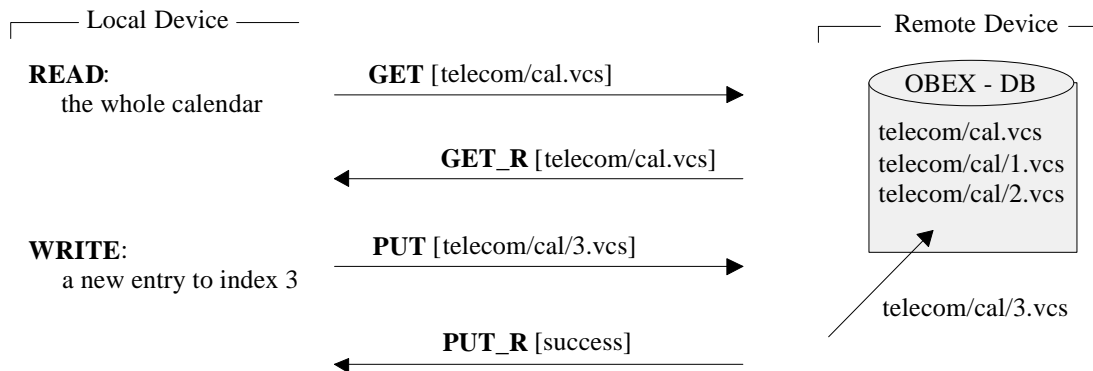 Local Device
Remote Device
READ:
the whole calendar
GET [telecom/cal.vcs]
OBEX - DB
telecom/cal.vcs
telecom/cal/1.vcs
telecom/cal/2.vcs
GET_R [telecom/cal.vcs]
WRITE:
a new entry to index 3
PUT [telecom/cal/3.vcs]
telecom/cal/3.vcs
PUT_R [success]